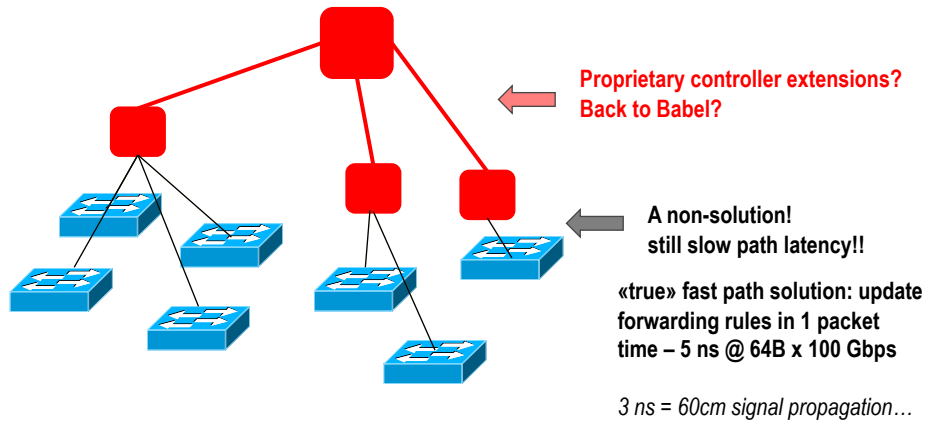 Proprietary controller extensions?
Back to Babel?
A non-solution!
still slow path latency!!
«true» fast path solution: update
forwarding rules in 1 packet
time – 5 ns @ 64B x 100 Gbps
3 ns = 60cm signal propagation…